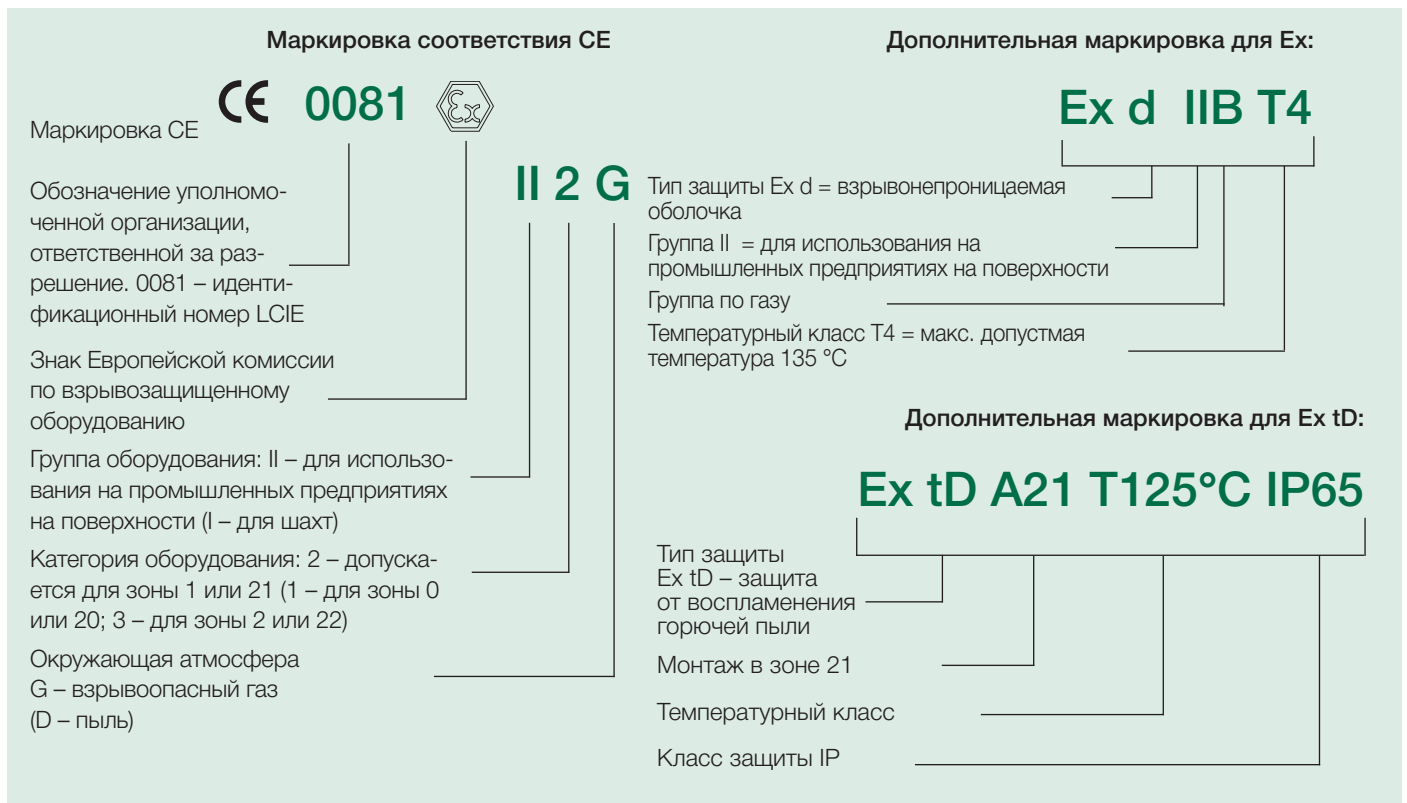 Маркировка соответствия CE
CE 0081 Ex
Маркировка CE
II 2 G
Обозначение уполномо-
ченной организации,
ответственной за раз-
решение. 0081 – иденти-
фикационный номер LCIE
Знак Европейской комиссии
по взрывозащищенному
оборудованию
Группа оборудования: II – для использо-
вания на промышленных предприятиях
на поверхности (I – для шахт)
Категория оборудования: 2 – допуска-
ется для зоны 1 или 21 (1 – для зоны 0
или 20; 3 – для зоны 2 или 22)
Окружающая атмосфера
G – взрывоопасный газ
(D – пыль)
Дополнительная маркировка для Ex:
Ex d IIB T4
Тип защиты Ex d = взрывонепроницаемая
оболочка
Группа II = для использования на
промышленных предприятиях на поверхности
Группа по газу
Температурный класс T4 = макс. допустмая
температура 135 °C
Дополнительная маркировка для Ex tD:
Ex tD A21 T125°C IP65
Тип защиты
Ex tD – защита
от воспламенения
горючей пыли
Монтаж в зоне 21
Температурный класс
Класс защиты IP